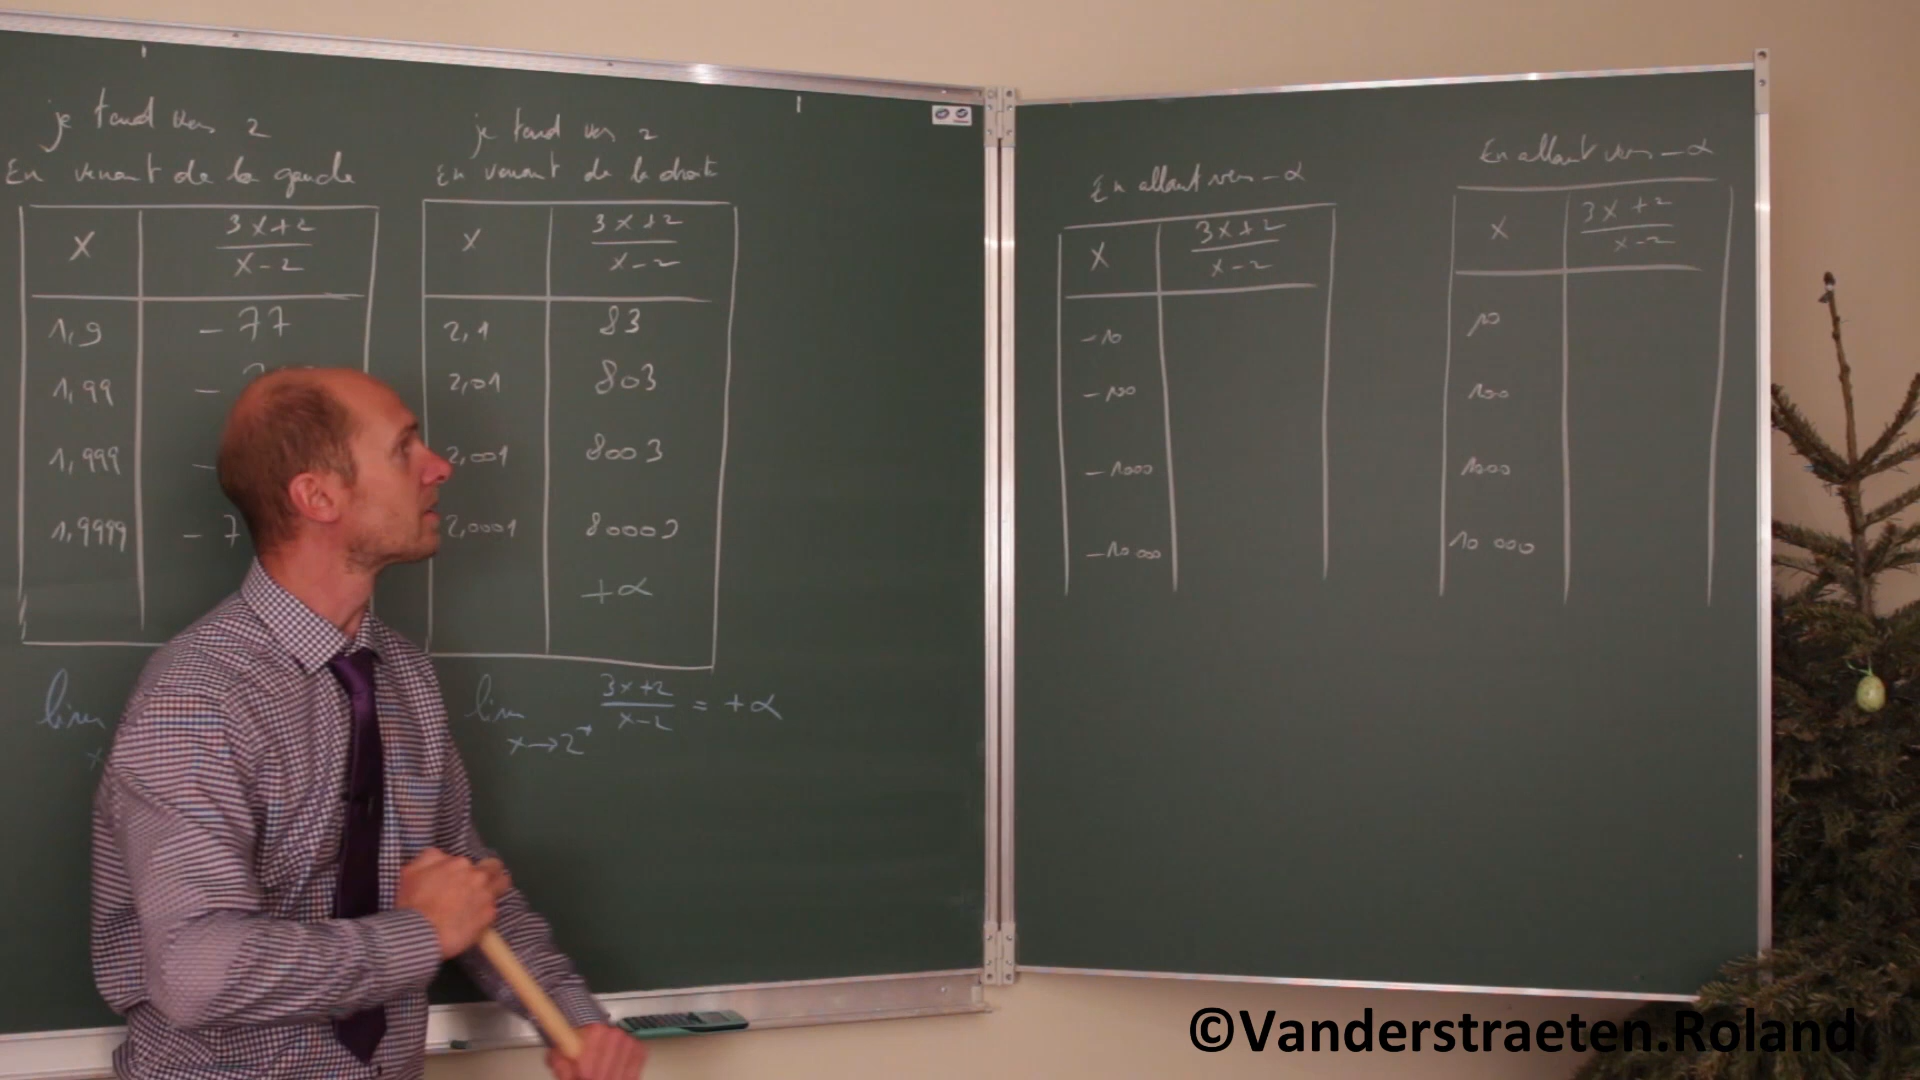 je tend vers 2
En venant de la gauche
x
3x+2
x-2
1,9
-77
1,99
-
1,999
-
1,9999
-7
lim
x
je tend vers 2
En venant de la droite
x
3x+2
x-2
2,1
83
2,01
803
2,001
8003
2,0001
80003
+∝
lim 3x+2 = +∝
x-2
x→2⁺
En allant vers -∝
x
3x+2
x-2
-10
-100
-1000
-10 000
En allant vers -∝
x
3x+2
x-2
10
100
1000
10 000
©Vanderstraeten.Roland